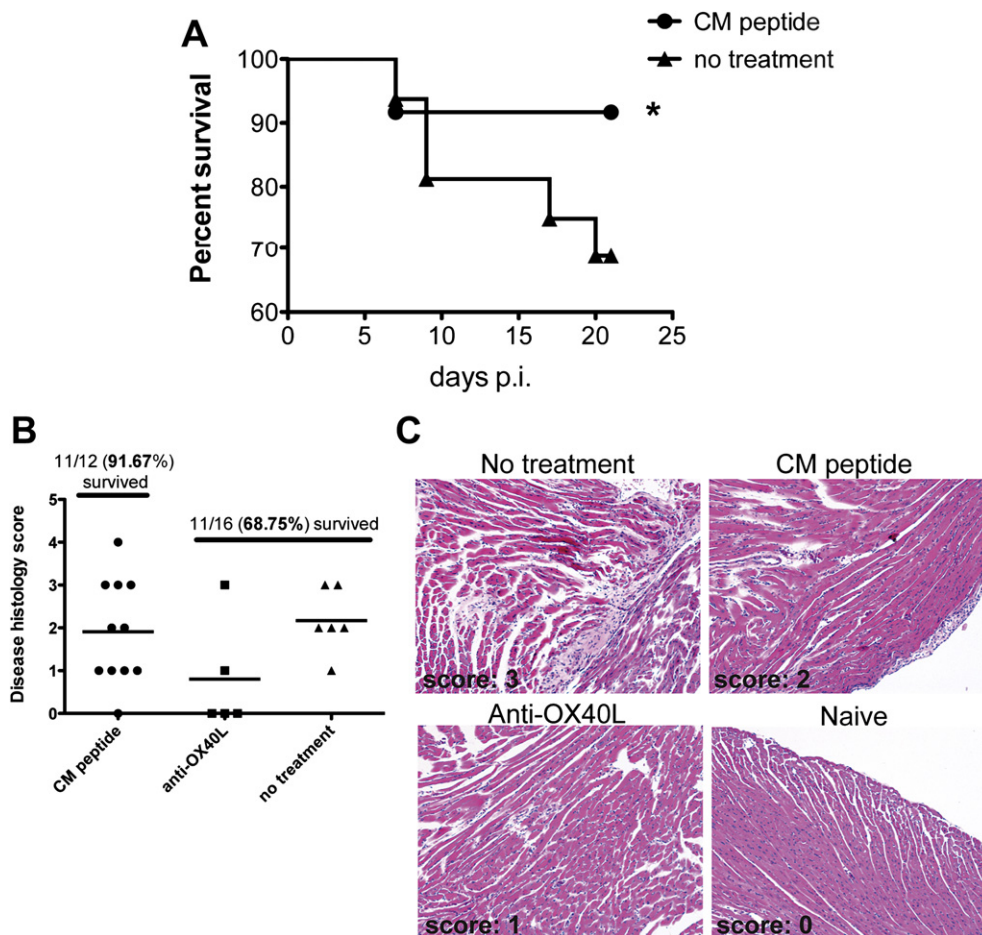 A
CM peptide
no treatment
Percent survival
100
90
80
70
60
*
0
5
10
15
20
25
days p.i.
B
11/12 (91.67%)
survived
11/16 (68.75%) survived
Disease histology score
5
4
3
2
1
0
CM peptide
anti-OX40L
no treatment
C
No treatment
CM peptide
score: 3
score: 2
Anti-OX40L
Naive
score: 1
score: 0